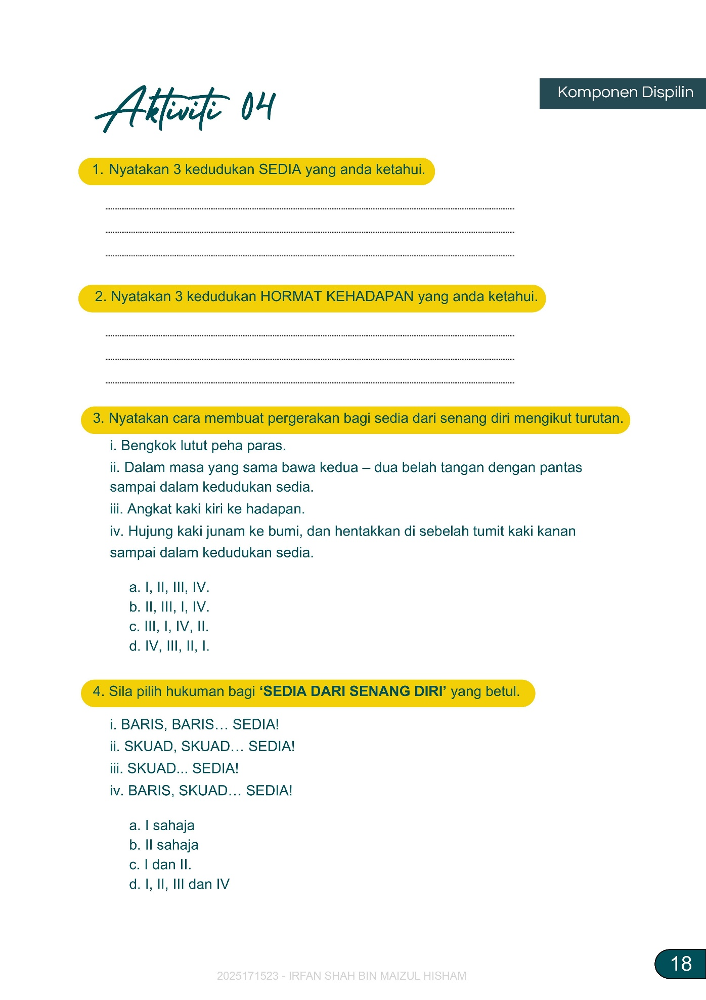 Aktiviti 04
Komponen Dispilin
1. Nyatakan 3 kedudukan SEDIA yang anda ketahui.
2. Nyatakan 3 kedudukan HORMAT KEHADAPAN yang anda ketahui.
3. Nyatakan cara membuat pergerakan bagi sedia dari senang diri mengikut turutan.
i. Bengkok lutut peha paras.
ii. Dalam masa yang sama bawa kedua – dua belah tangan dengan pantas
sampai dalam kedudukan sedia.
iii. Angkat kaki kiri ke hadapan.
iv. Hujung kaki junam ke bumi, dan hentakkan di sebelah tumit kaki kanan
sampai dalam kedudukan sedia.
a. I, II, III, IV.
b. II, III, I, IV.
c. III, I, IV, II.
d. IV, III, II, I.
4. Sila pilih hukuman bagi ‘SEDIA DARI SENANG DIRI’ yang betul.
i. BARIS, BARIS… SEDIA!
ii. SKUAD, SKUAD… SEDIA!
iii. SKUAD... SEDIA!
iv. BARIS, SKUAD… SEDIA!
a. I sahaja
b. II sahaja
c. I dan II.
d. I, II, III dan IV
18
2025171523 - IRFAN SHAH BIN MAIZUL HISHAM